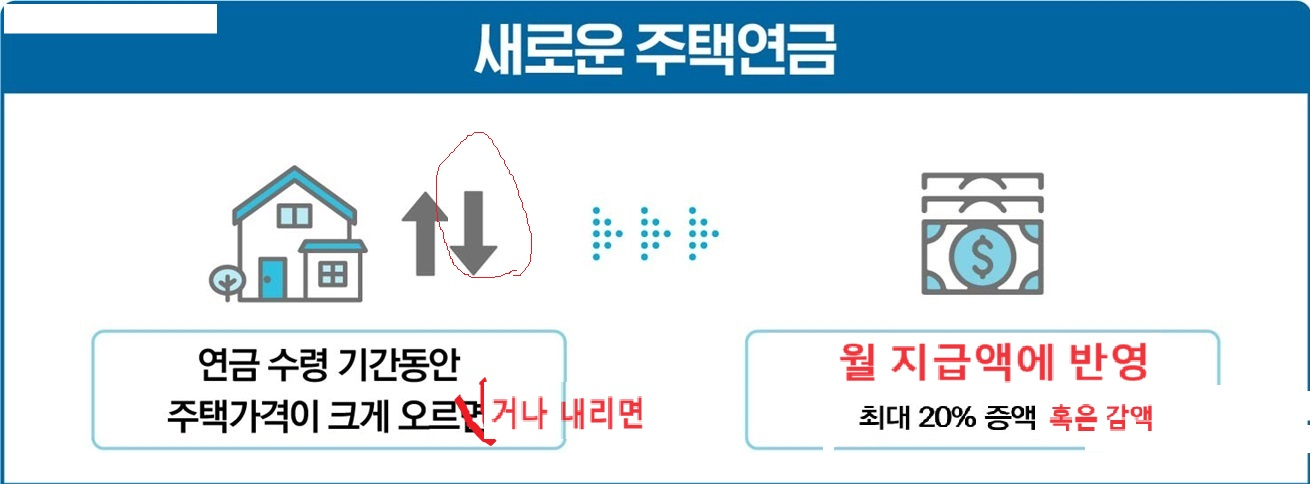 새로운 주택연금
연금 수령 기간동안
주택가격이 크게 오르면 거나 내리면
월 지급액에 반영
최대 20% 증액 혹은 감액